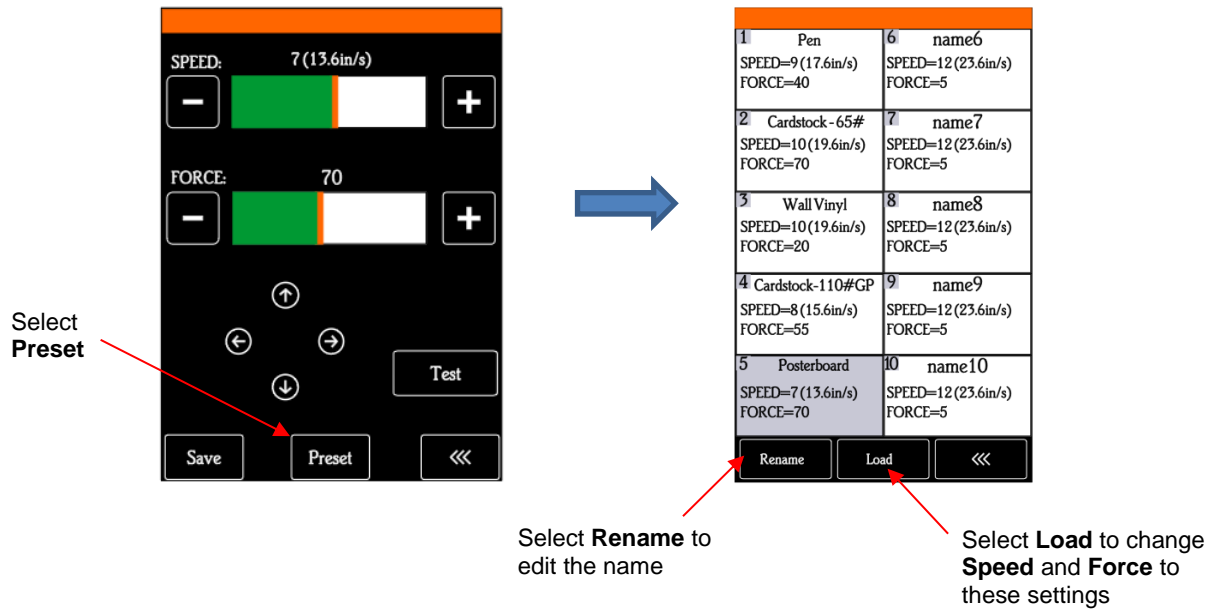 SPEED:
7(13.6in/s)
FORCE:
70
Test
Save
Preset
Select
Preset
1
Pen
SPEED=9(17.6in/s)
FORCE=40
2
Cardstock-65#
SPEED=10(19.6in/s)
FORCE=70
3
Wall Vinyl
SPEED=10(19.6in/s)
FORCE=20
4
Cardstock-110#GP
SPEED=8(15.6in/s)
FORCE=55
5
Posterboard
SPEED=7(13.6in/s)
FORCE=70
6
name6
SPEED=12(23.6in/s)
FORCE=5
7
name7
SPEED=12(23.6in/s)
FORCE=5
8
name8
SPEED=12(23.6in/s)
FORCE=5
9
name9
SPEED=12(23.6in/s)
FORCE=5
10
name10
SPEED=12(23.6in/s)
FORCE=5
Rename
Load
Select Rename to
edit the name
Select Load to change
Speed and Force to
these settings